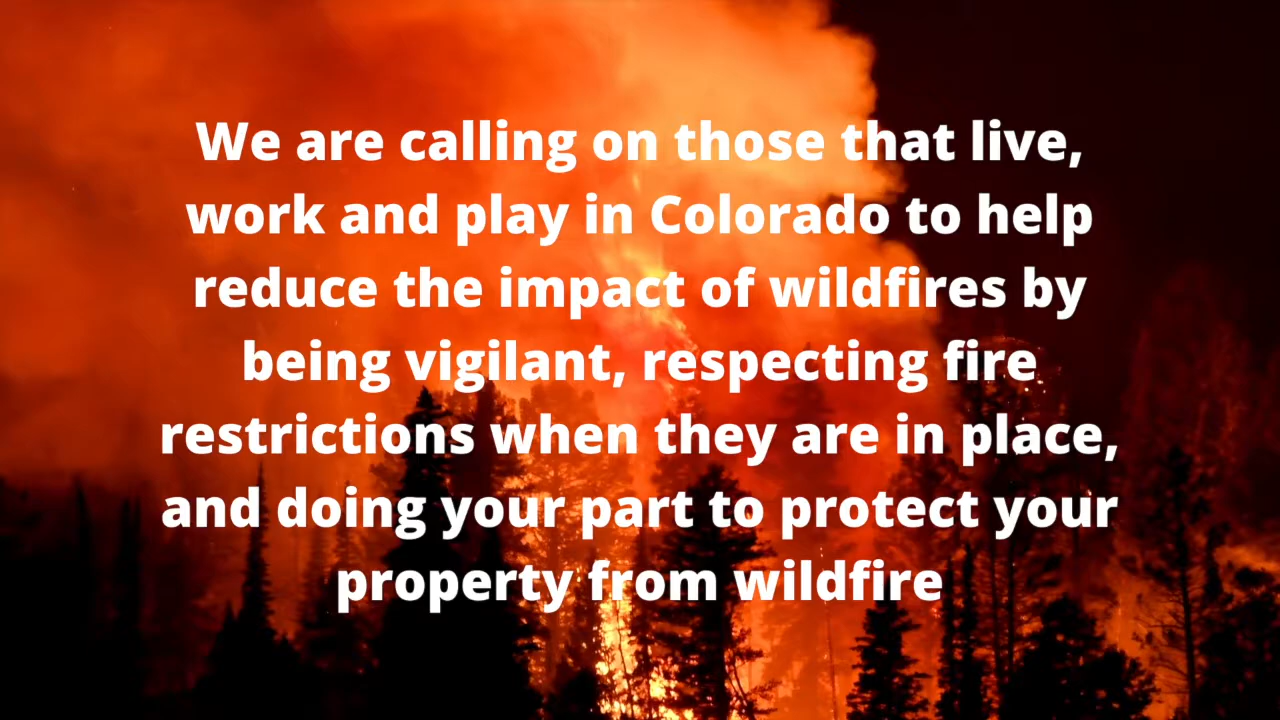 We are calling on those that live,
work and play in Colorado to help
reduce the impact of wildfires by
being vigilant, respecting fire
restrictions when they are in place,
and doing your part to protect your
property from wildfire